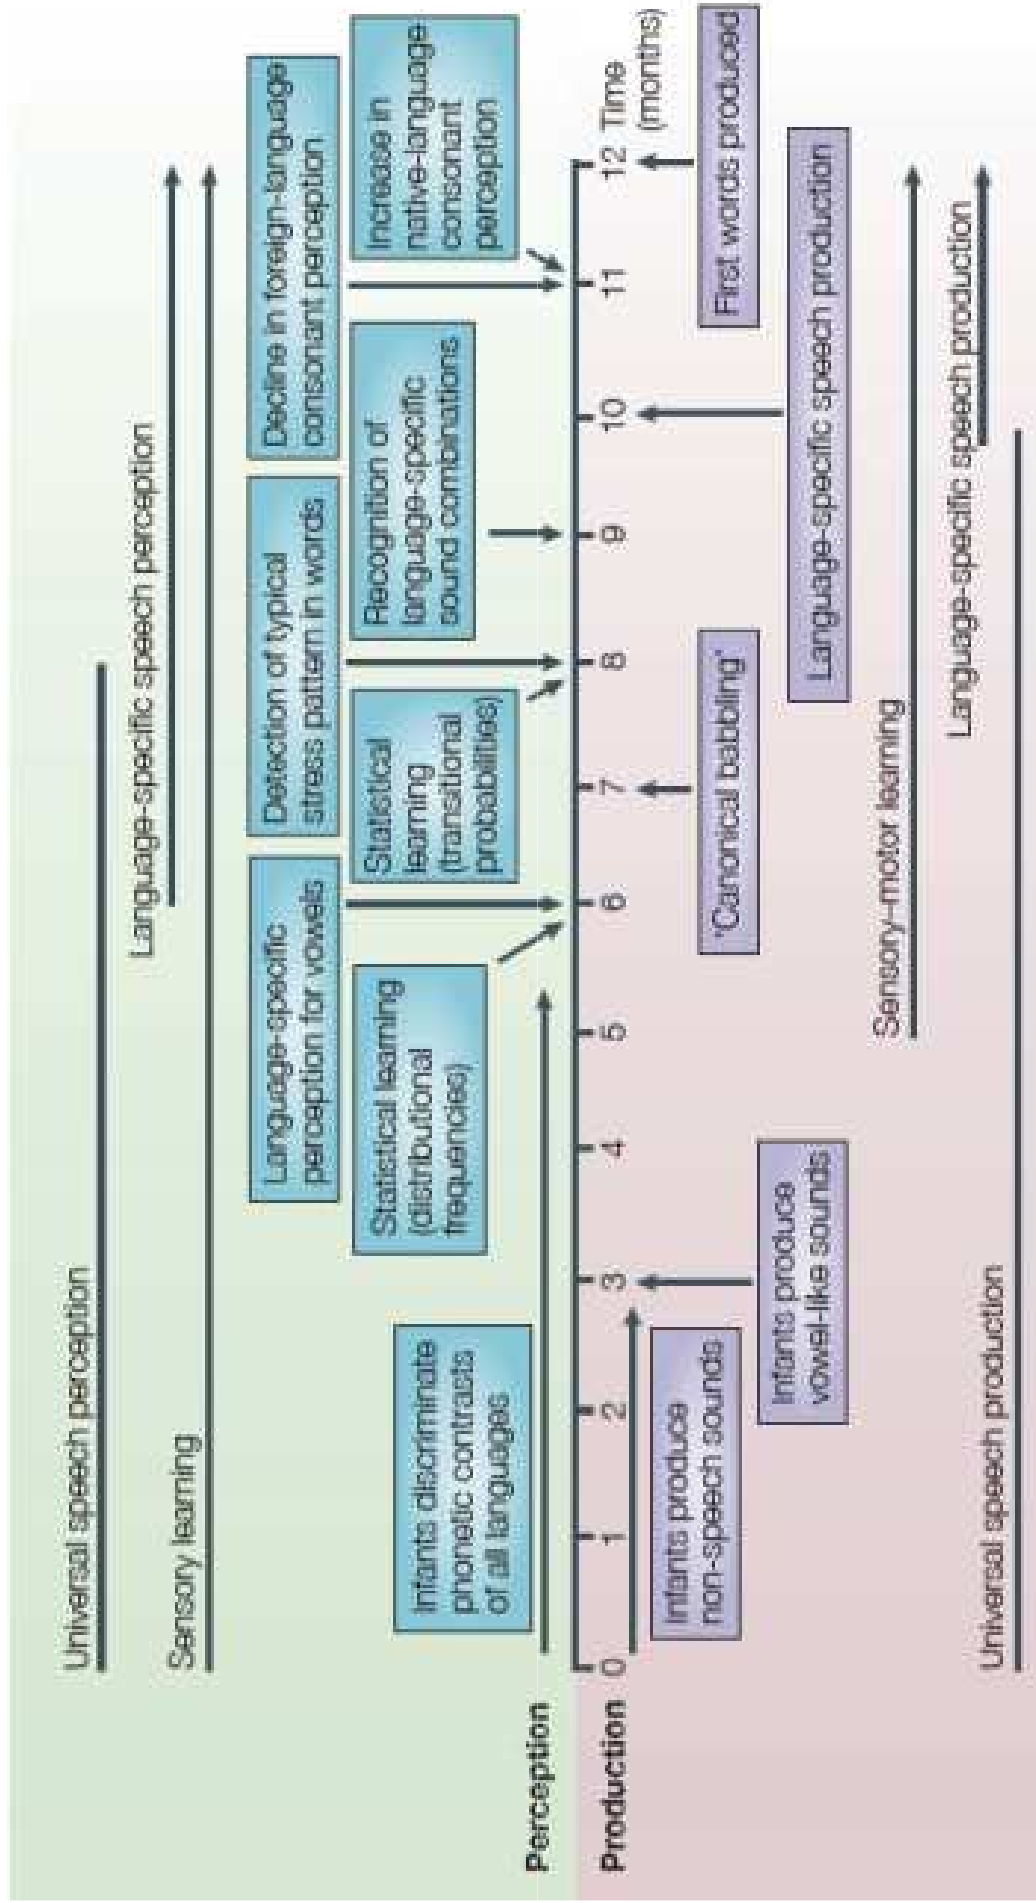 Universal speech perception
Language-specific speech perception
Sensory learning
Language-specific
perception for vowels
Detection of typical
stress pattern in words
Decline in foreign-language
consonant perception
Statistical learning
(distributional
frequencies)
Statistical
learning
(transitional
probabilities)
Recognition of
language-specific
sound combinations
Increase in
native-language
consonant
perception
Infants discriminate
phonetic contrasts
of all languages
Perception
Production
0 1 2 3 4 5 6 7 8 9 10 11 12 Time
(months)
Infants produce
non-speech sounds
Infants produce
vowel-like sounds
"Canonical babbling"
First words produced
Language-specific speech production
Sensory–motor learning
Language-specific speech production
Universal speech production